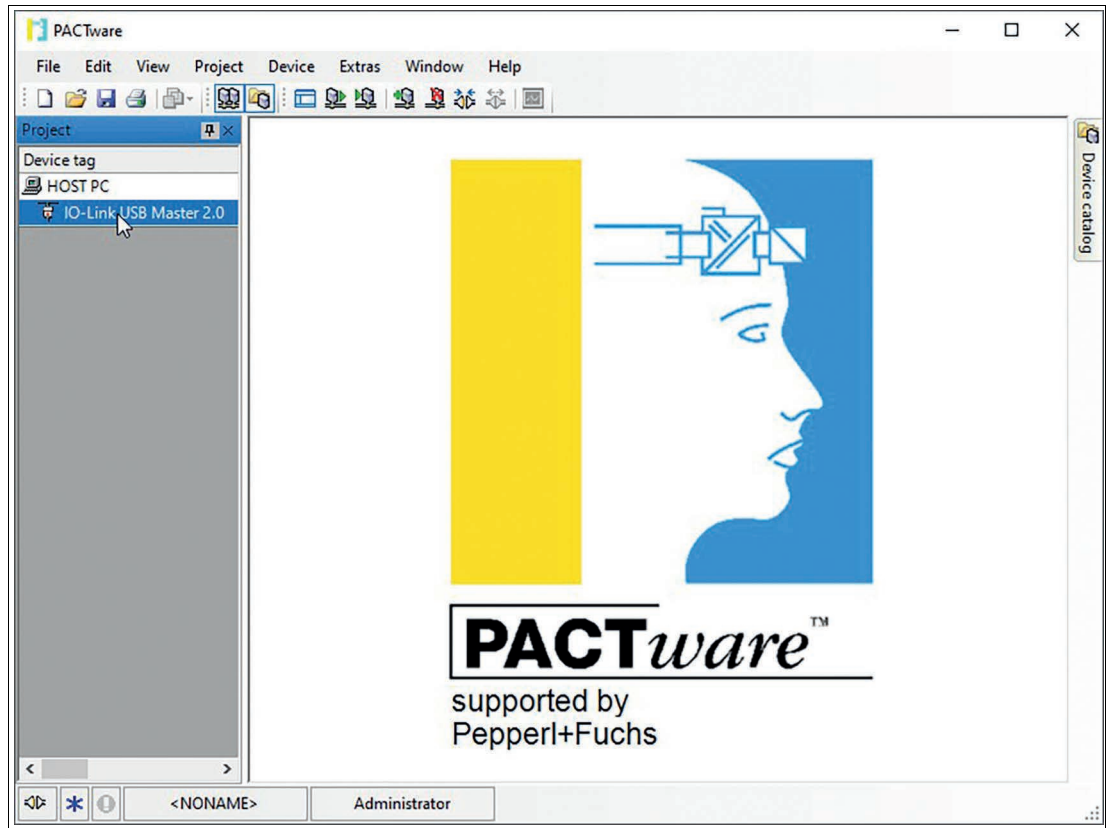 PACTware
File Edit View Project Device Extras Window Help
Project
Device tag
HOST PC
IO-Link USB Master 2.0
Device catalog
PACTware™
supported by
Pepperl+Fuchs
<NONAME>
Administrator